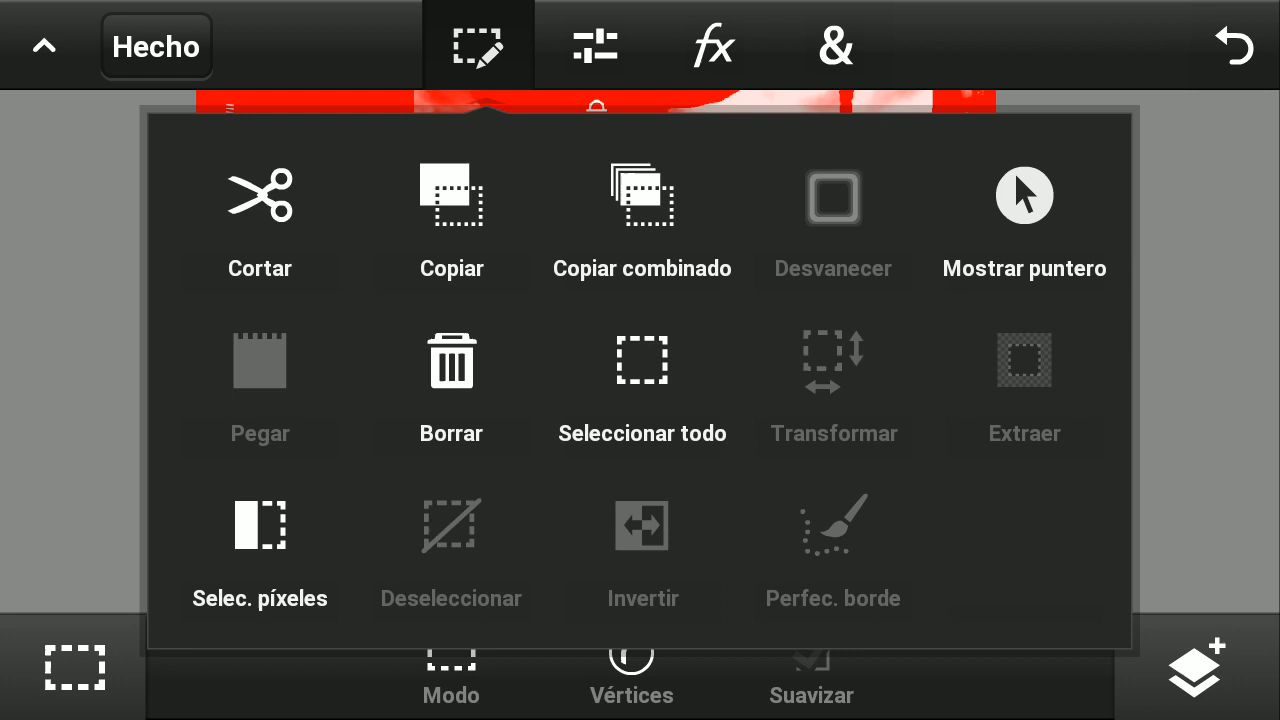 Hecho
fx
&
Cortar
Copiar
Copiar combinado
Desvanecer
Mostrar puntero
Pegar
Borrar
Seleccionar todo
Transformar
Extraer
Selec. píxeles
Deseleccionar
Invertir
Perfec. borde
Modo
Vértices
Suavizar